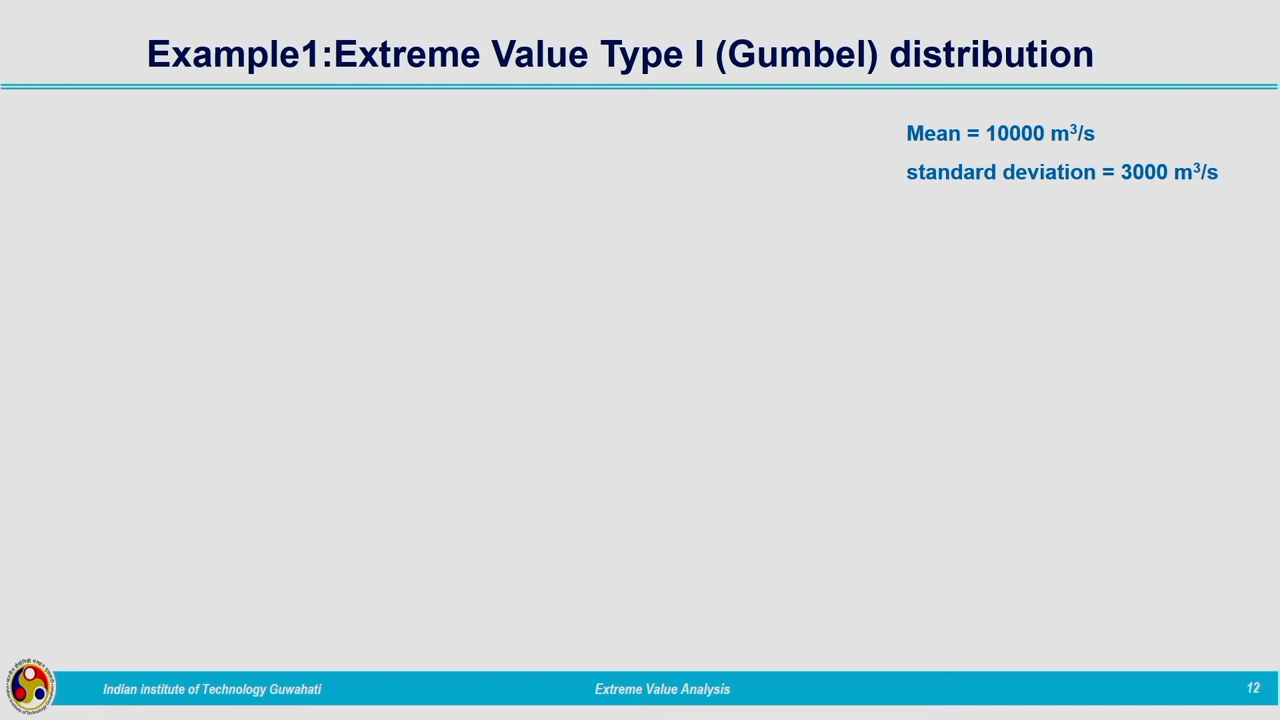 Example1:Extreme Value Type I (Gumbel) distribution
Mean = 10000 m³/s
standard deviation = 3000 m³/s
Indian institute of Technology Guwahati
Extreme Value Analysis
12